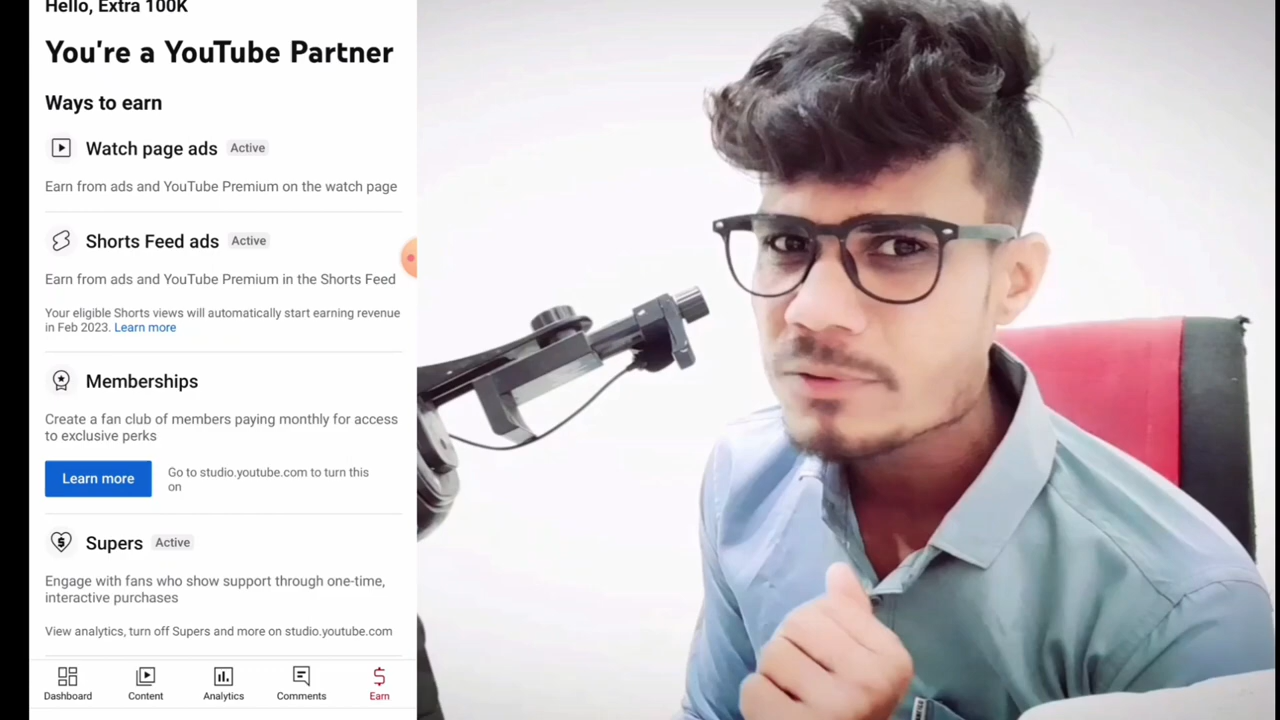 Hello, Extra 100K
You're a YouTube Partner
Ways to earn
Watch page ads Active
Earn from ads and YouTube Premium on the watch page
Shorts Feed ads Active
Earn from ads and YouTube Premium in the Shorts Feed
Your eligible Shorts views will automatically start earning revenue
in Feb 2023. Learn more
Memberships
Create a fan club of members paying monthly for access
to exclusive perks
Learn more
Go to studio.youtube.com to turn this
on
Supers Active
Engage with fans who show support through one-time,
interactive purchases
View analytics, turn off Supers and more on studio.youtube.com
Dashboard Content Analytics Comments Earn